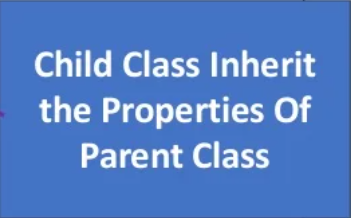 Child Class Inherit
the Properties Of
Parent Class